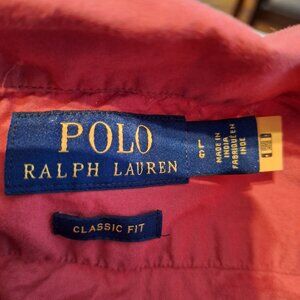 POLO
RALPH LAUREN
L/G
MADE IN
INDIA
FABRIQUÉ EN
INDE
CLASSIC FIT